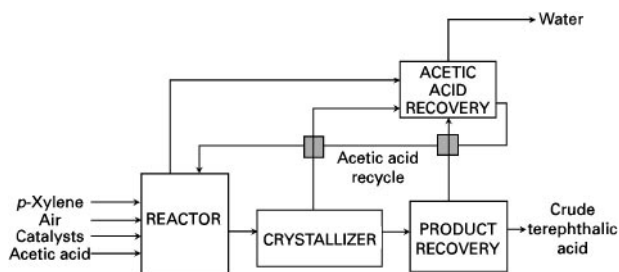 Water
ACETIC
ACID
RECOVERY
Acetic acid
recycle
p-Xylene
Air
Catalysts
Acetic acid
REACTOR
CRYSTALLIZER
PRODUCT
RECOVERY
Crude
terephthalic
acid